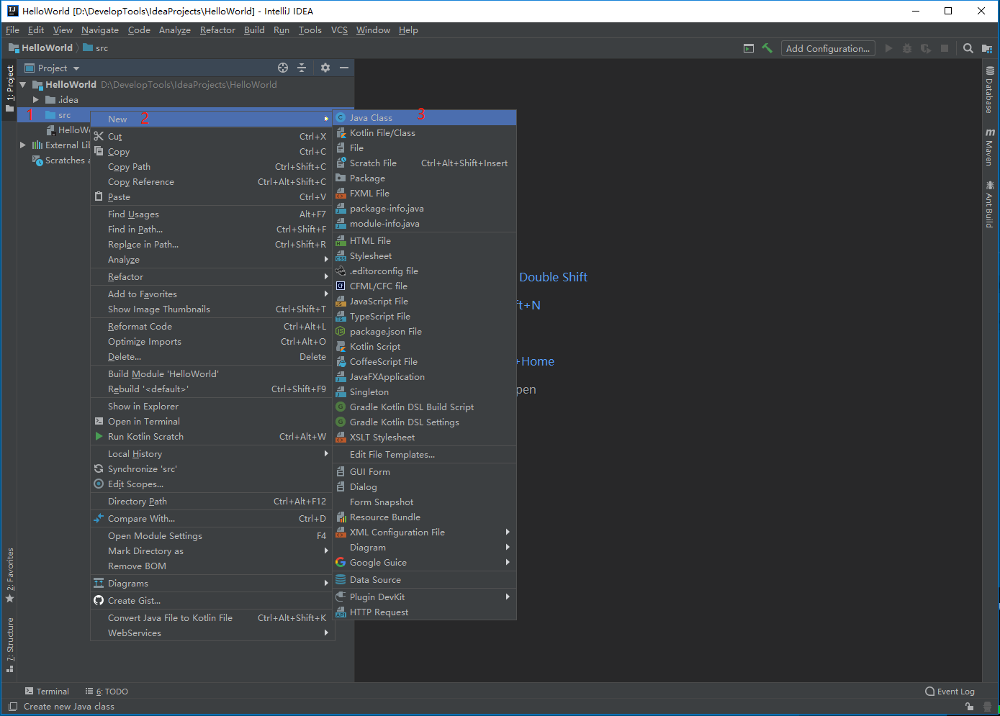 HelloWorld [D:\DevelopTools\IdeaProjects\HelloWorld] - IntelliJ IDEA
File Edit View Navigate Code Analyze Refactor Build Run Tools VCS Window Help
HelloWorld src
Add Configuration...
1: Project
Project
HelloWorld D:\DevelopTools\IdeaProjects\HelloWorld
.idea
1 src
HelloW
External Li
Scratches
New 2
Cut Ctrl+X
Copy Ctrl+C
Copy Path Ctrl+Shift+C
Copy Reference Ctrl+Alt+Shift+C
Paste Ctrl+V
Find Usages Alt+F7
Find in Path... Ctrl+Shift+F
Replace in Path... Ctrl+Shift+R
Analyze
Refactor
Add to Favorites
Show Image Thumbnails Ctrl+Shift+T
Reformat Code Ctrl+Alt+L
Optimize Imports Ctrl+Alt+O
Delete... Delete
Build Module 'HelloWorld'
Rebuild '<default>' Ctrl+Shift+F9
Show in Explorer
Open in Terminal
Run Kotlin Scratch Ctrl+Alt+W
Local History
Synchronize 'src'
Edit Scopes...
Directory Path Ctrl+Alt+F12
Compare With... Ctrl+D
Open Module Settings F4
Mark Directory as
Remove BOM
Diagrams
Create Gist...
Convert Java File to Kotlin File Ctrl+Alt+Shift+K
WebServices
Java Class 3
Kotlin File/Class
File
Scratch File Ctrl+Alt+Shift+Insert
Package
FXML File
package-info.java
module-info.java
HTML File
Stylesheet
.editorconfig file
CFML/CFC file
JavaScript File
TypeScript File
package.json File
Kotlin Script
CoffeeScript File
JavaFXApplication
Singleton
Gradle Kotlin DSL Build Script
Gradle Kotlin DSL Settings
XSLT Stylesheet
Edit File Templates...
GUI Form
Dialog
Form Snapshot
Resource Bundle
XML Configuration File
Diagram
Google Guice
Data Source
Plugin DevKit
HTTP Request
Double Shift
ft+N
+Home
pen
Database
Maven
Ant Build
2: Favorites
7: Structure
Terminal 6: TODO
Event Log
Create new Java class